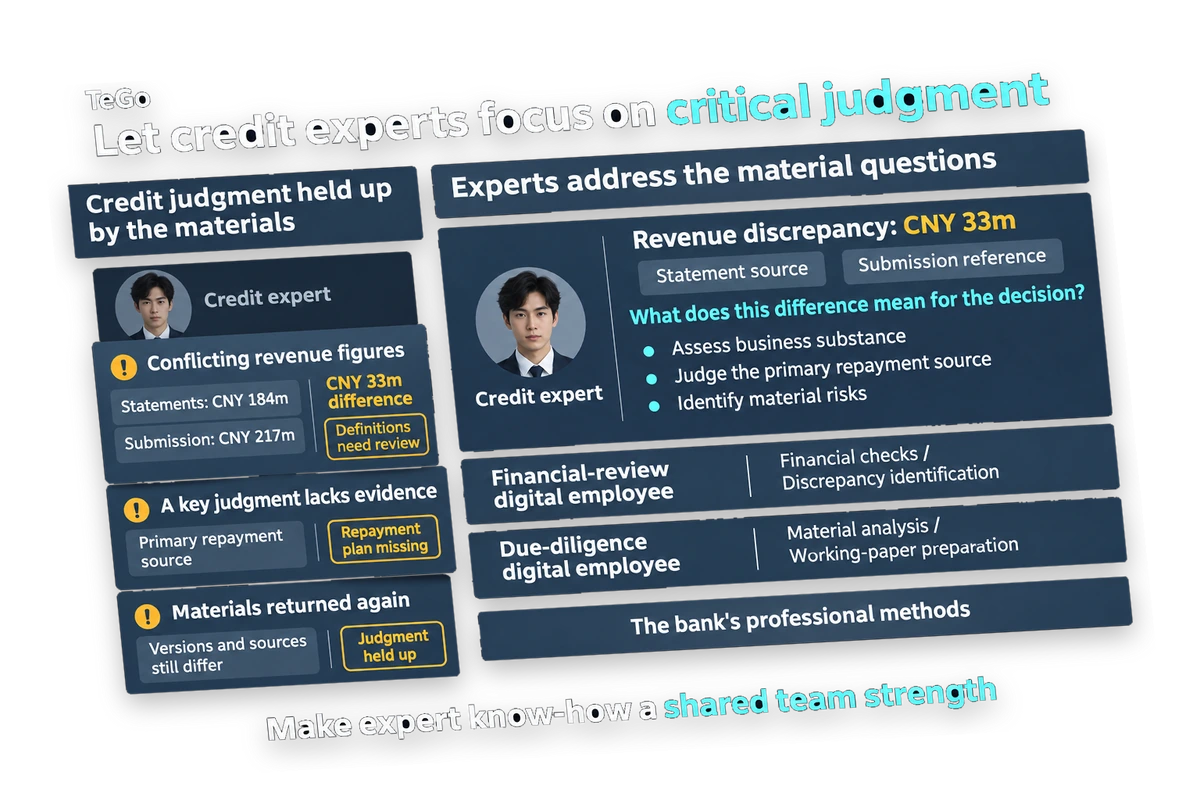 TeGo
Let credit experts focus on critical judgment
Credit judgment held up
by the materials
Credit expert
Conflicting revenue figures
Statements: CNY 184m
Submission: CNY 217m
CNY 33m
difference
Definitions
need review
A key judgment lacks evidence
Primary repayment
source
Repayment
plan missing
Materials returned again
Versions and sources
still differ
Judgment
held up
Experts address the material questions
Credit expert
Revenue discrepancy: CNY 33m
Statement source
Submission reference
What does this difference mean for the decision?
Assess business substance
Judge the primary repayment source
Identify material risks
Financial-review
digital employee
Financial checks /
Discrepancy identification
Due-diligence
digital employee
Material analysis /
Working-paper preparation
The bank's professional methods
Make expert know-how a shared team strength